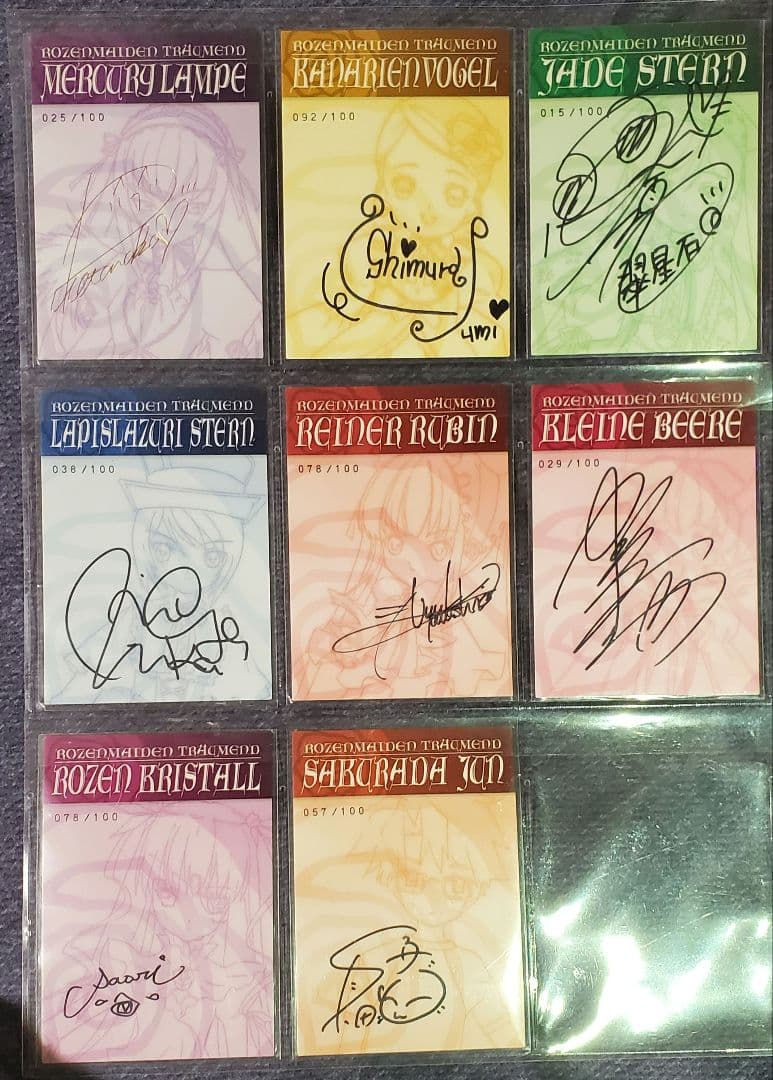 ROZENMAIDEN TRÄUMEND
MERCURY LAMPE
025/100
ROZENMAIDEN TRÄUMEND
KANARIENVOGEL
092/100
Shimura
umi
ROZENMAIDEN TRÄUMEND
JADE STERN
015/100
翠星石
ROZENMAIDEN TRÄUMEND
LAPISLAZURI STERN
038/100
ROZENMAIDEN TRÄUMEND
REINER RUBIN
078/100
ROZENMAIDEN TRÄUMEND
KLEINE BEERE
029/100
ROZENMAIDEN TRÄUMEND
ROZEN KRISTALL
078/100
Saori
ROZENMAIDEN TRÄUMEND
SAKURADA JUN
057/100